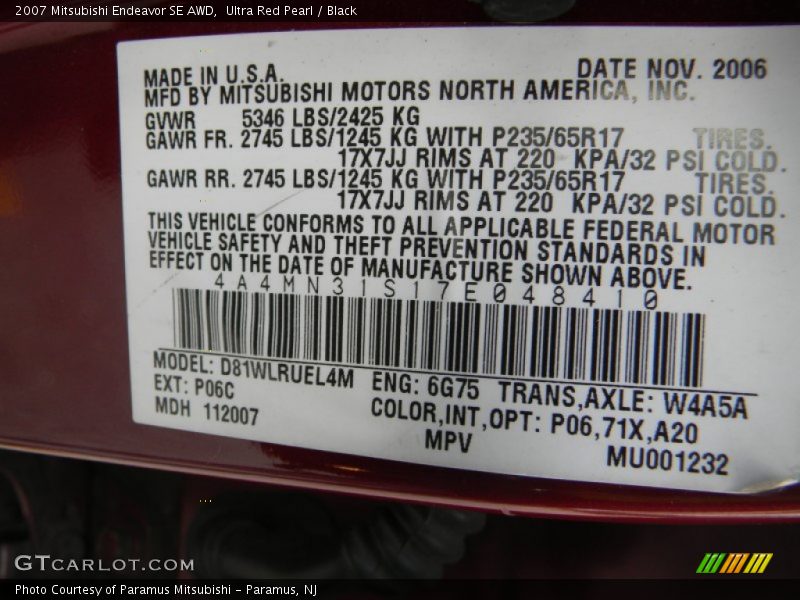 2007 Mitsubishi Endeavor SE AWD,  Ultra Red Pearl / Black
MADE IN U.S.A. DATE NOV. 2006
MFD BY MITSUBISHI MOTORS NORTH AMERICA, INC.
GVWR 5346 LBS/2425 KG
GAWR FR. 2745 LBS/1245 KG WITH P235/65R17 TIRES.
17X7JJ RIMS AT 220 KPA/32 PSI COLD.
GAWR RR. 2745 LBS/1245 KG WITH P235/65R17 TIRES.
17X7JJ RIMS AT 220 KPA/32 PSI COLD.
THIS VEHICLE CONFORMS TO ALL APPLICABLE FEDERAL MOTOR
VEHICLE SAFETY AND THEFT PREVENTION STANDARDS IN
EFFECT ON THE DATE OF MANUFACTURE SHOWN ABOVE.
4A4MN31S17E048410
MODEL: D81WLRUEL4M ENG: 6G75 TRANS,AXLE: W4A5A
EXT: P06C COLOR,INT,OPT: P06,71X,A20
MDH 112007 MPV MU001232
GTCARLOT.COM
Photo Courtesy of Paramus Mitsubishi - Paramus, NJ